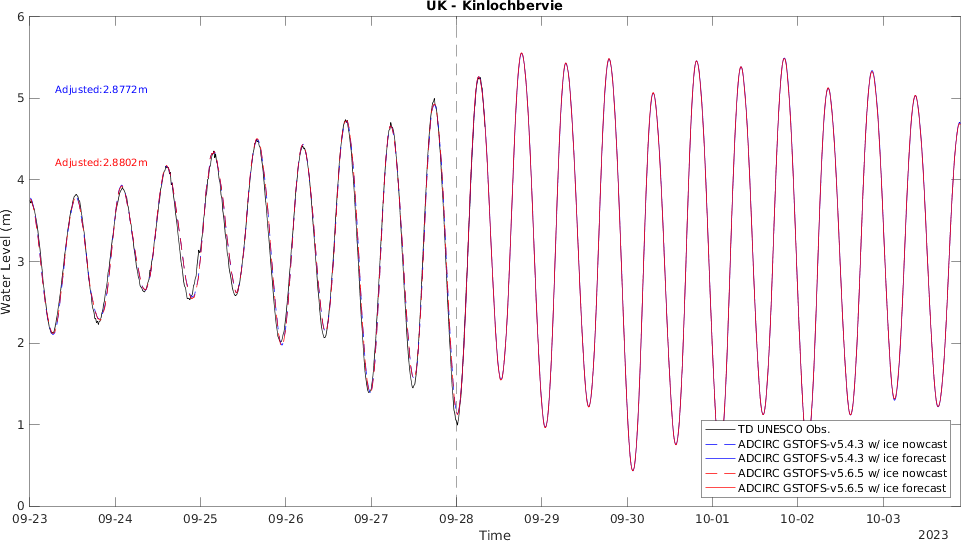 UK - Kinlochbervie
6
5
4
3
2
1
0
Water Level (m)
Adjusted:2.8772m
Adjusted:2.8802m
TD UNESCO Obs.
ADCIRC GSTOFS-v5.4.3 w/ ice nowcast
ADCIRC GSTOFS-v5.4.3 w/ ice forecast
ADCIRC GSTOFS-v5.6.5 w/ ice nowcast
ADCIRC GSTOFS-v5.6.5 w/ ice forecast
09-23 09-24 09-25 09-26 09-27 09-28 09-29 09-30 10-01 10-02 10-03
Time
2023